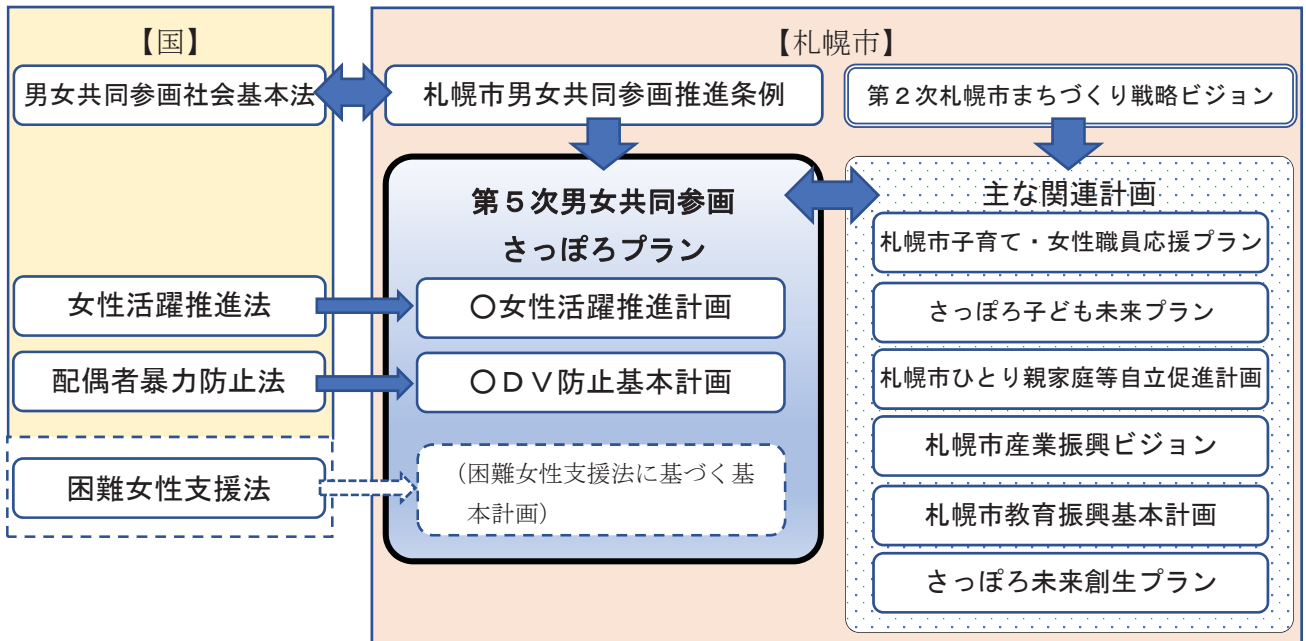 【国】
男女共同参画社会基本法
女性活躍推進法
配偶者暴力防止法
困難女性支援法
【札幌市】
札幌市男女共同参画推進条例
第２次札幌市まちづくり戦略ビジョン
第５次男女共同参画
さっぽろプラン
〇女性活躍推進計画
〇ＤＶ防止基本計画
（困難女性支援法に基づく基
本計画）
主な関連計画
札幌市子育て・女性職員応援プラン
さっぽろ子ども未来プラン
札幌市ひとり親家庭等自立促進計画
札幌市産業振興ビジョン
札幌市教育振興基本計画
さっぽろ未来創生プラン